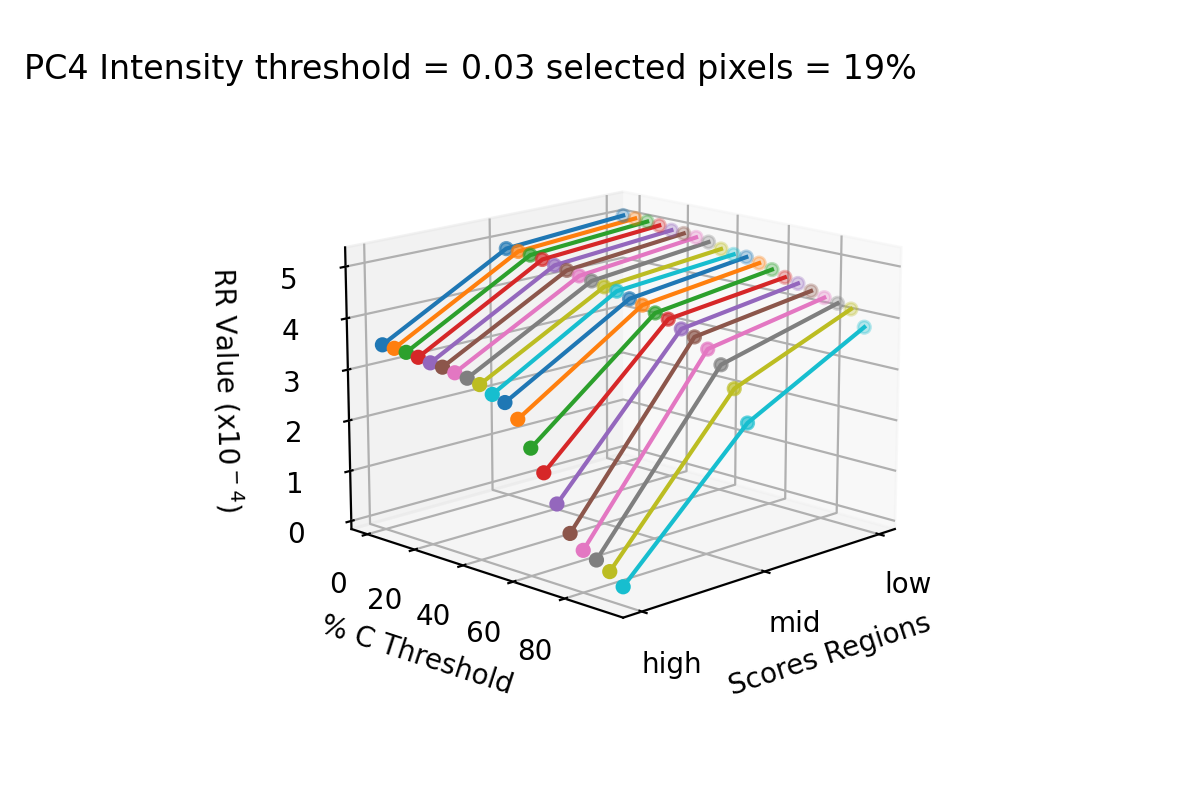 PC4 Intensity threshold = 0.03 selected pixels = 19%
RR Value (x10⁻⁴)
5
4
3
2
1
0
0
20
40
60
80
% C Threshold
high
mid
low
Scores Regions